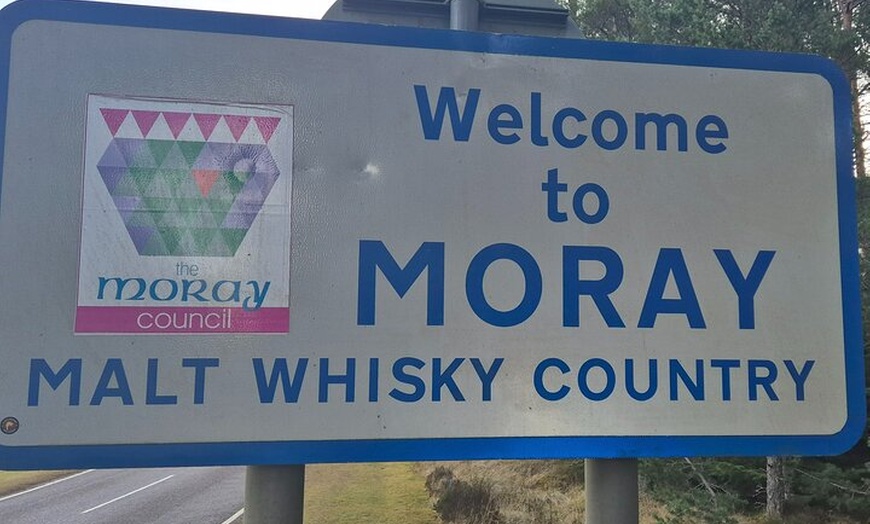 Welcome
to
MORAY
the
moray
council
MALT WHISKY COUNTRY